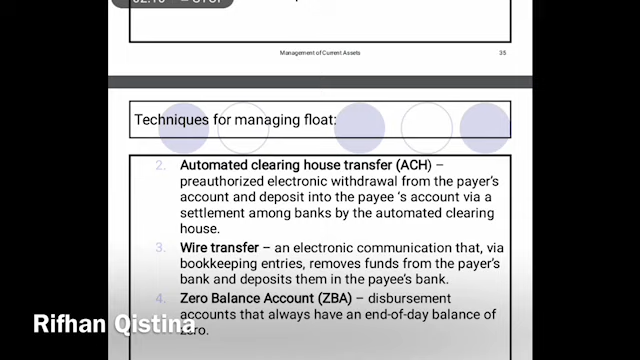 Management of Current Assets
35
Techniques for managing float:
2. Automated clearing house transfer (ACH) –
preauthorized electronic withdrawal from the payer's
account and deposit into the payee 's account via a
settlement among banks by the automated clearing
house.
3. Wire transfer – an electronic communication that, via
bookkeeping entries, removes funds from the payer's
bank and deposits them in the payee's bank.
4. Zero Balance Account (ZBA) – disbursement
accounts that always have an end-of-day balance of
zero.
Rifhan Qistina